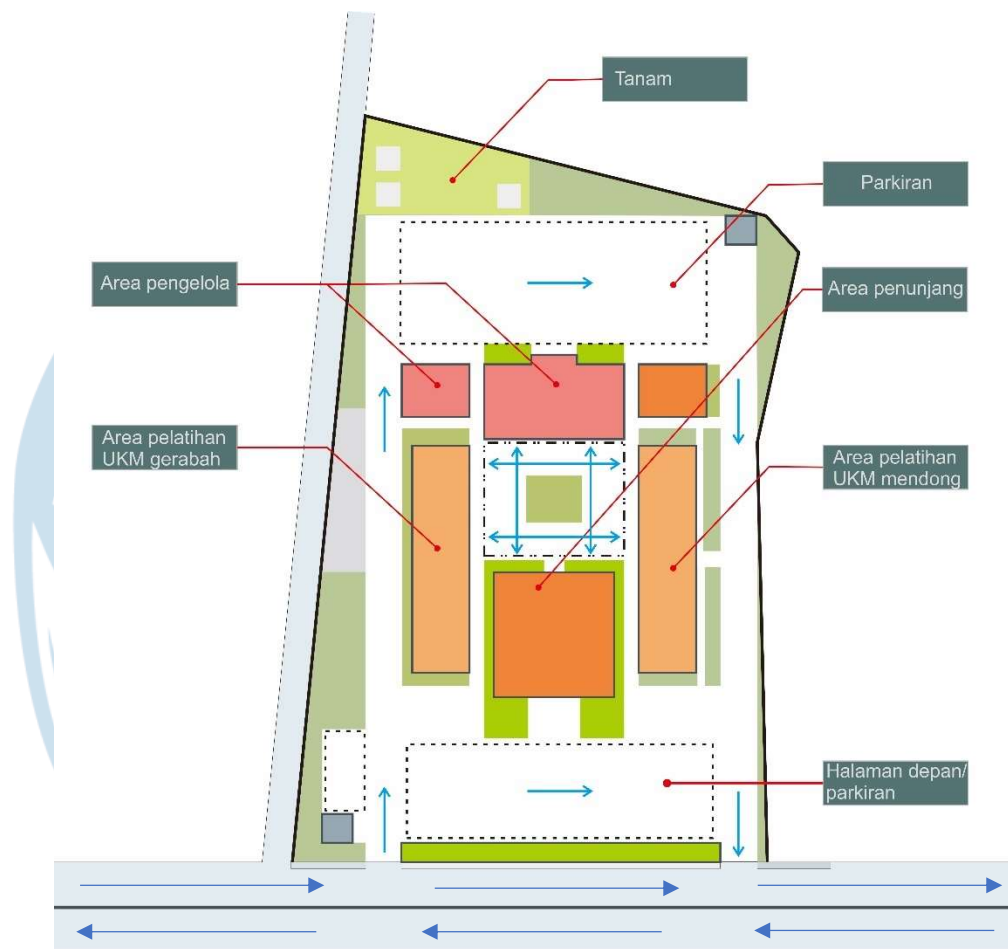 Tanam
Parkiran
Area pengelola
Area penunjang
Area pelatihan
UKM gerabah
Area pelatihan
UKM mendong
Halaman depan/
parkiran